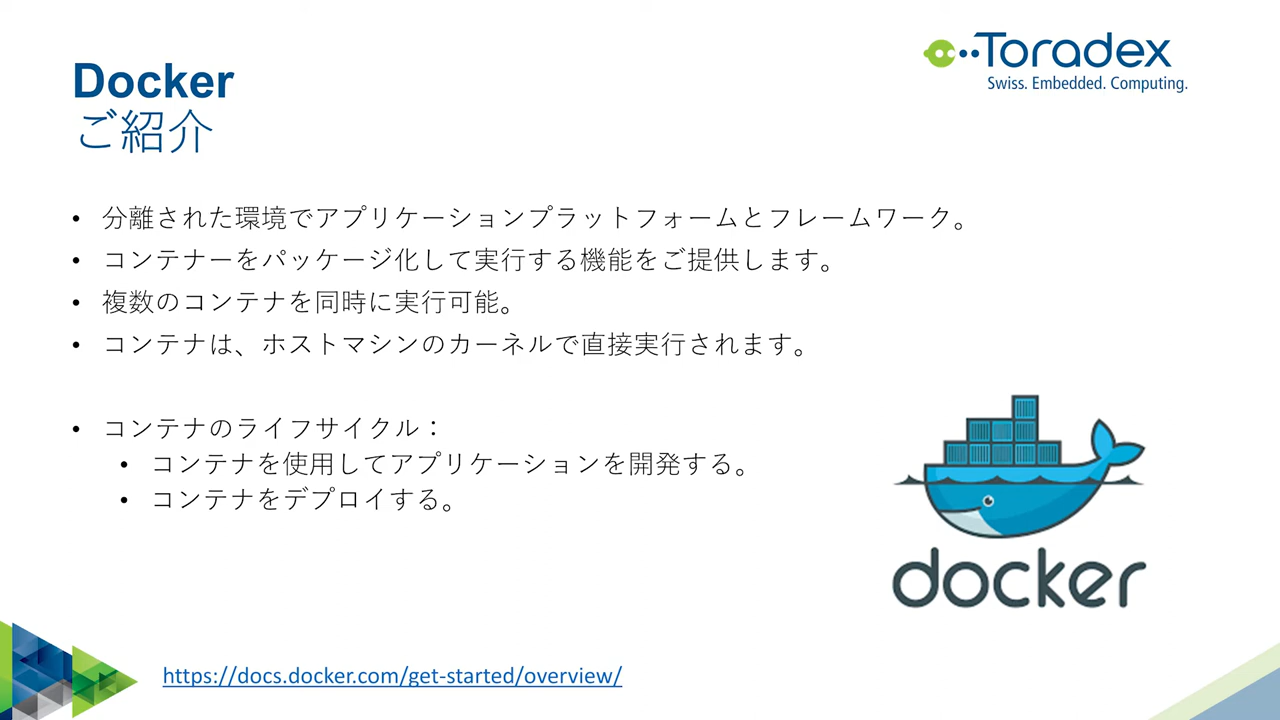 Toradex
Swiss. Embedded. Computing.
Docker
ご紹介
• 分離された環境でアプリケーションプラットフォームとフレームワーク。
• コンテナーをパッケージ化して実行する機能をご提供します。
• 複数のコンテナを同時に実行可能。
• コンテナは、ホストマシンのカーネルで直接実行されます。
• コンテナのライフサイクル：
• コンテナを使用してアプリケーションを開発する。
• コンテナをデプロイする。
docker
https://docs.docker.com/get-started/overview/